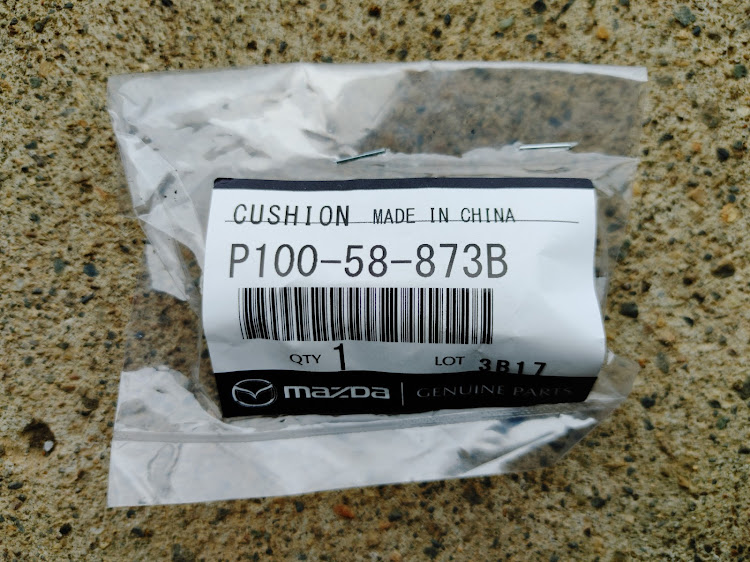 CUSHION MADE IN CHINA
P100-58-873B
QTY 1 LOT 3B17
mazda GENUINE PARTS